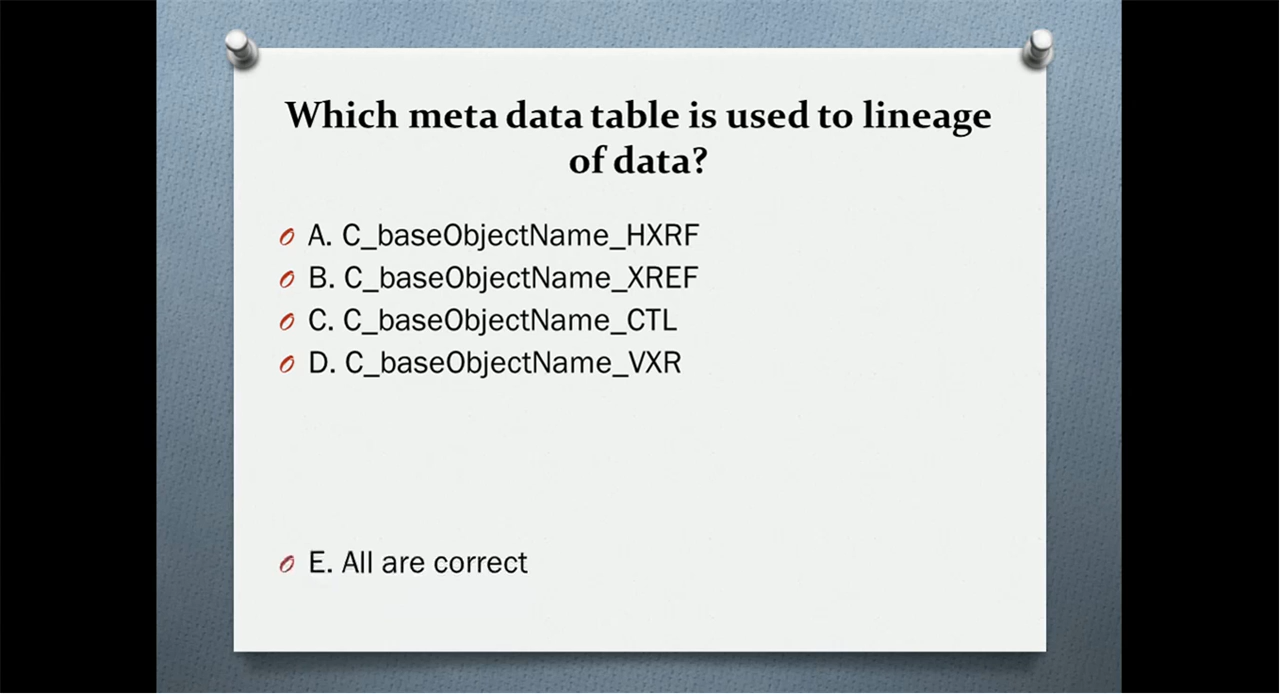 Which meta data table is used to lineage
of data?
A. C_baseObjectName_HXRF
B. C_baseObjectName_XREF
C. C_baseObjectName_CTL
D. C_baseObjectName_VXR
E. All are correct